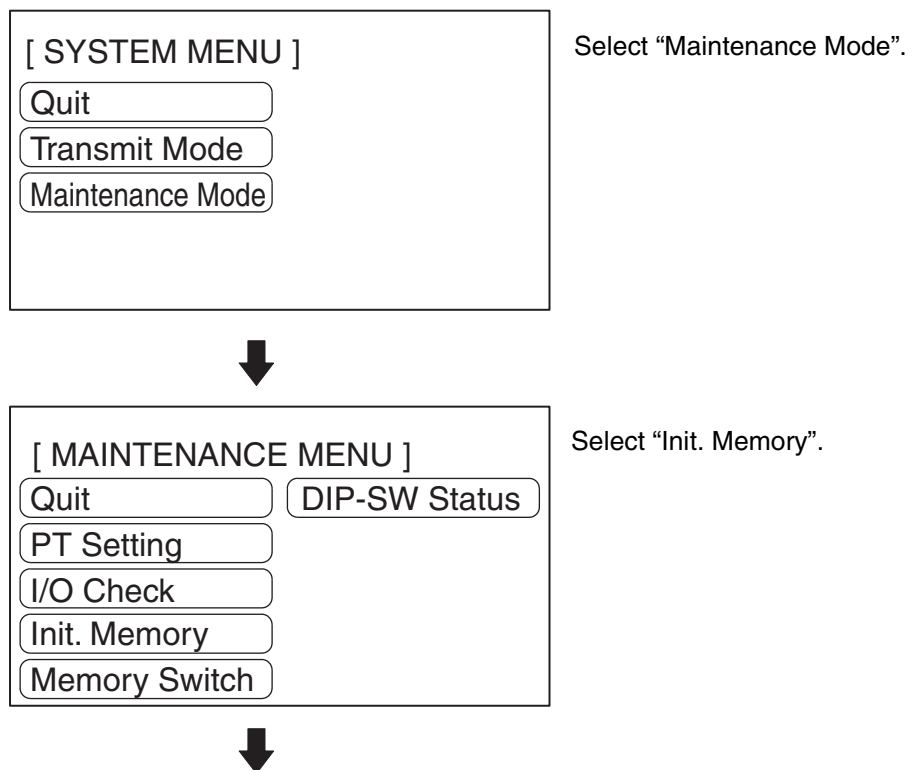 [ SYSTEM MENU ]
Select “Maintenance Mode”.
Quit
Transmit Mode
Maintenance Mode
[ MAINTENANCE MENU ]
Select “Init. Memory”.
Quit
DIP-SW Status
PT Setting
I/O Check
Init. Memory
Memory Switch